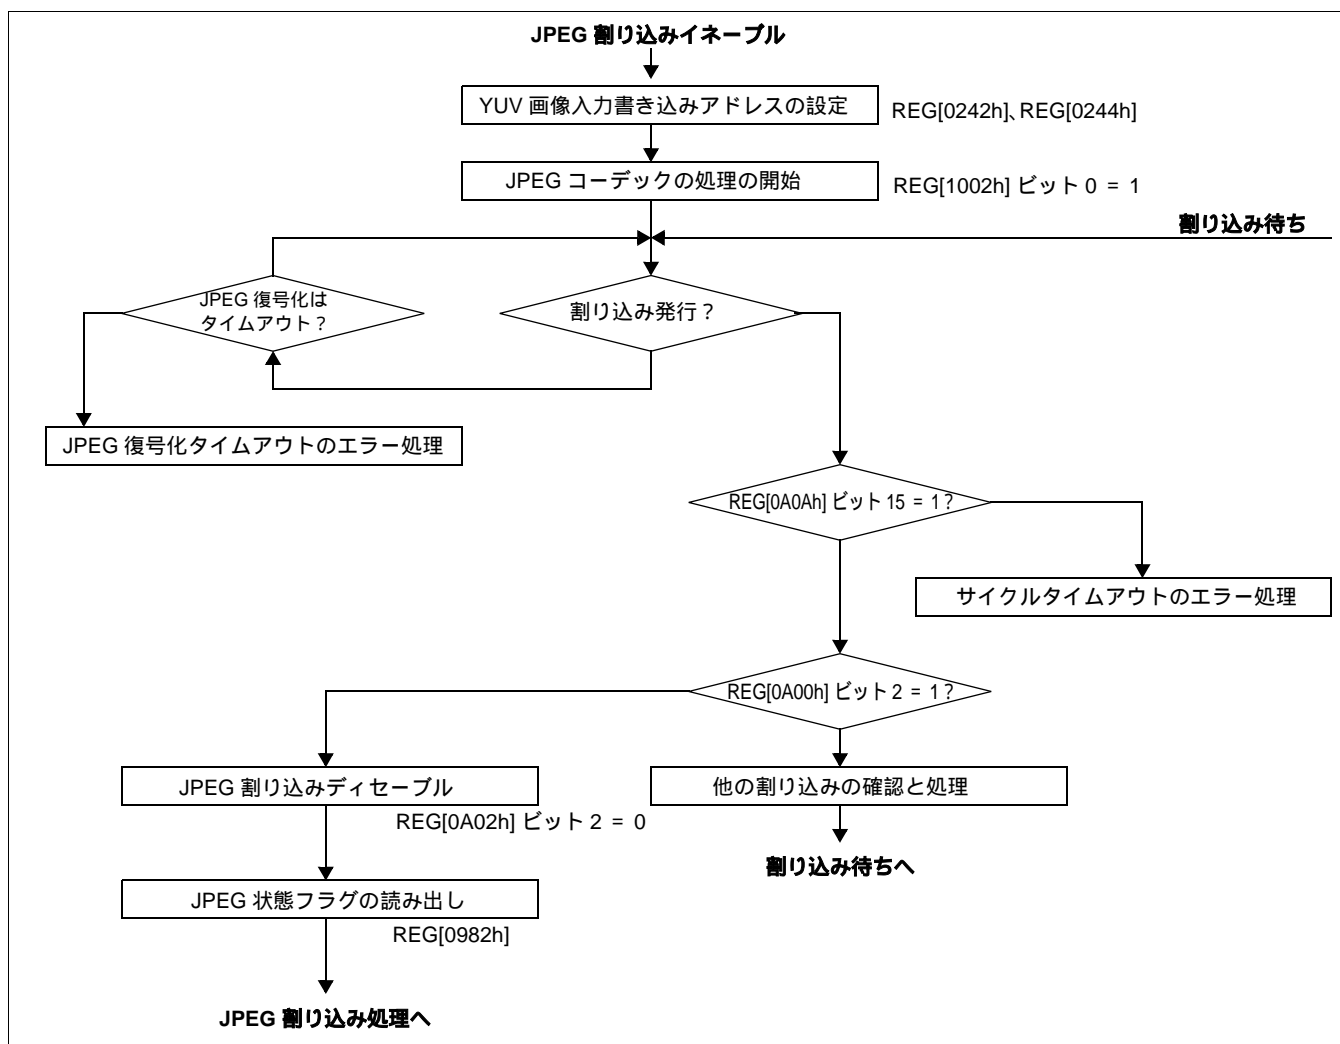 JPEG 割り込みイネーブル
YUV 画像入力書き込みアドレスの設定
REG[0242h]、REG[0244h]
JPEG コーデックの処理の開始
REG[1002h] ビット 0 = 1
割り込み待ち
JPEG 復号化は
タイムアウト？
割り込み発行？
JPEG 復号化タイムアウトのエラー処理
REG[0A0Ah] ビット 15 = 1？
サイクルタイムアウトのエラー処理
REG[0A00h] ビット 2 = 1？
JPEG 割り込みディセーブル
他の割り込みの確認と処理
REG[0A02h] ビット 2 = 0
割り込み待ちへ
JPEG 状態フラグの読み出し
REG[0982h]
JPEG 割り込み処理へ